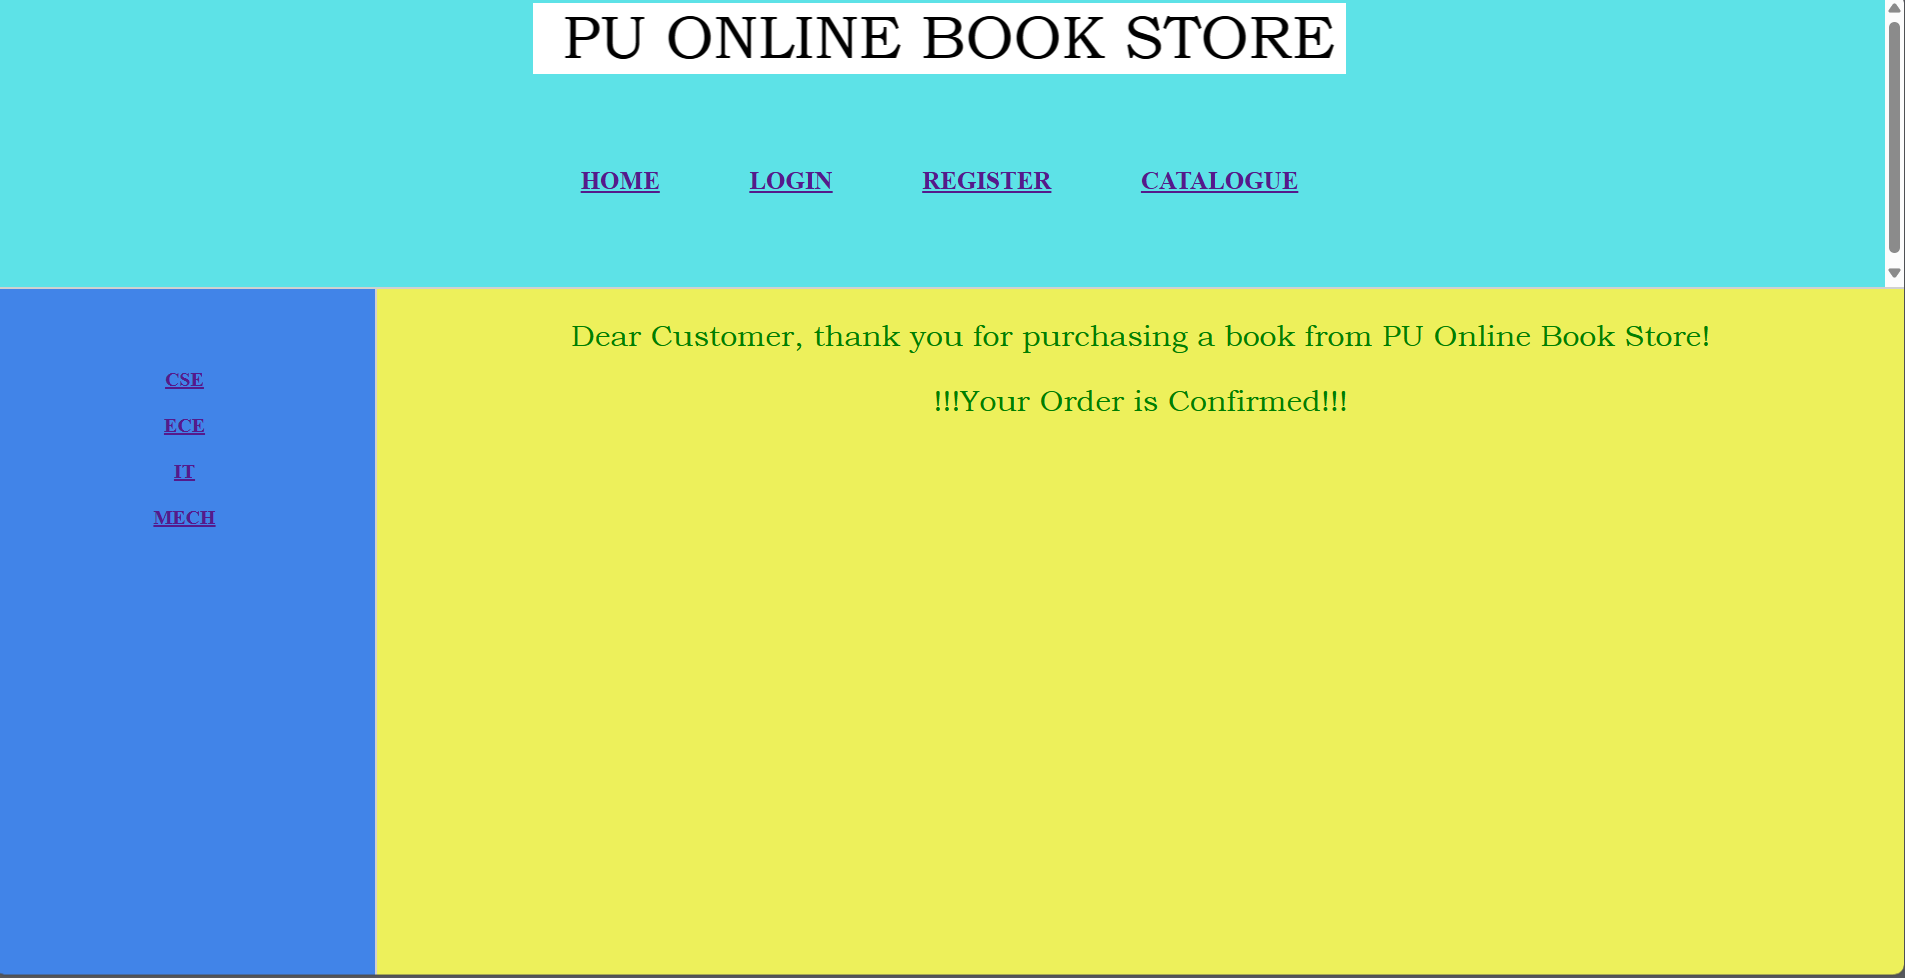 PU ONLINE BOOK STORE
HOME LOGIN REGISTER CATALOGUE
CSE
ECE
IT
MECH
Dear Customer, thank you for purchasing a book from PU Online Book Store!
!!!Your Order is Confirmed!!!